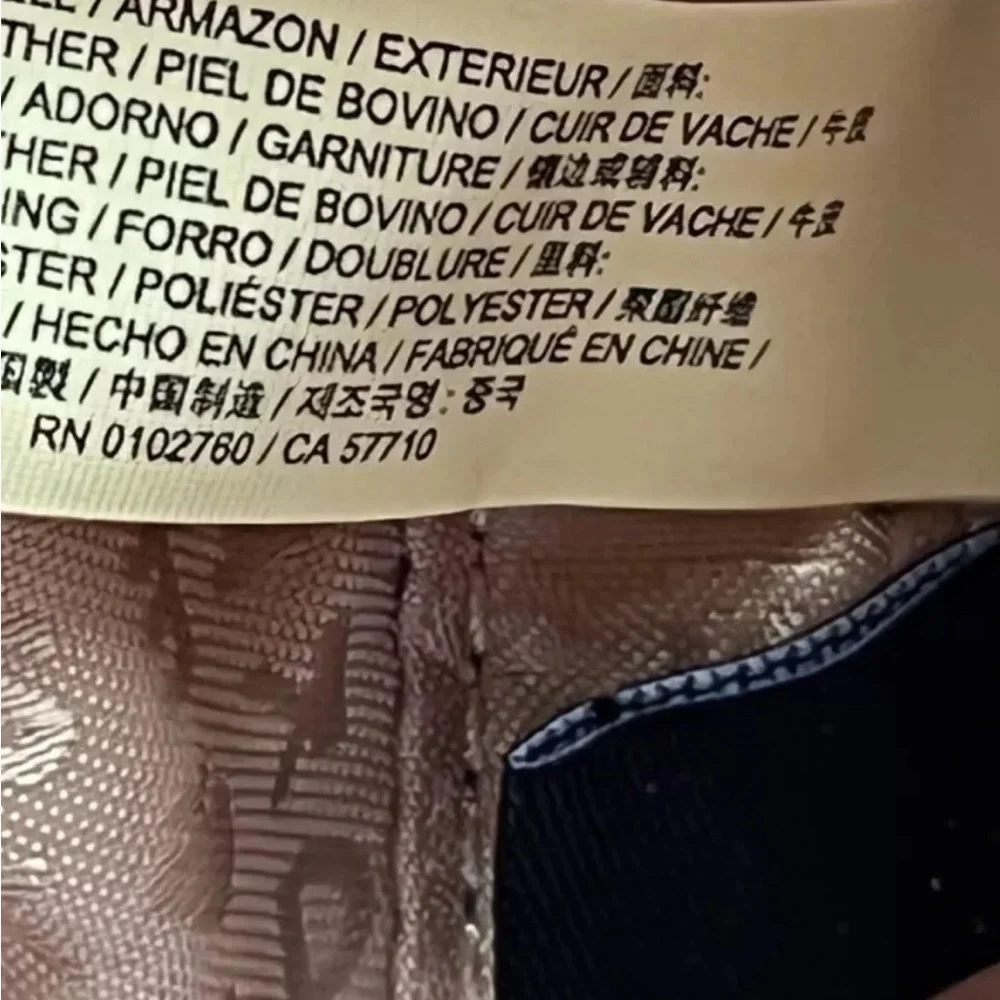 / ARMAZON / EXTERIEUR / 面料:
THER / PIEL DE BOVINO / CUIR DE VACHE / 牛皮
/ ADORNO / GARNITURE / 镶边或辅料:
HER / PIEL DE BOVINO / CUIR DE VACHE / 牛皮
ING / FORRO / DOUBLURE / 里料:
STER / POLIÉSTER / POLYESTER / 聚酯纤维
/ HECHO EN CHINA / FABRIQUÉ EN CHINE /
製 / 中国制造 / 제조국명: 중국
RN 0102760 / CA 57710